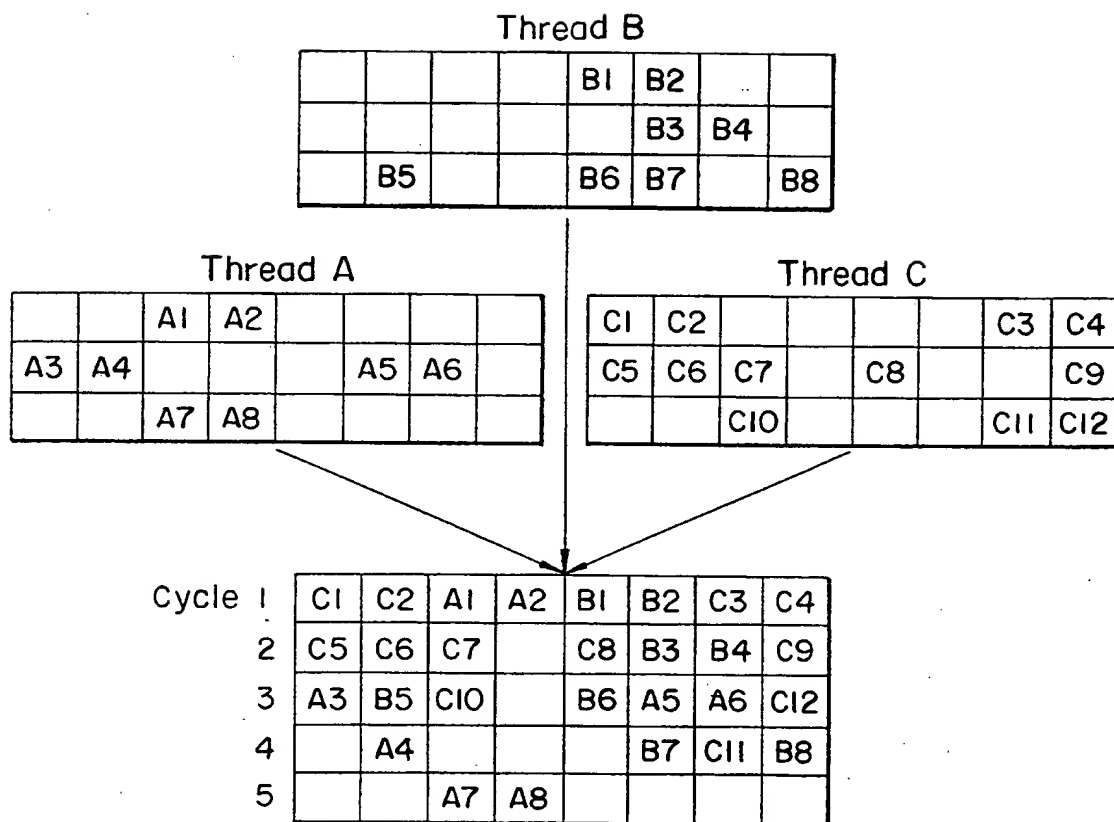 Thread B
B1 B2
B3 B4
B5 B6 B7 B8
Thread A
A1 A2
A3 A4 A5 A6
A7 A8
Thread C
C1 C2 C3 C4
C5 C6 C7 C8 C9
C10 C11 C12
Cycle 1 C1 C2 A1 A2 B1 B2 C3 C4
2 C5 C6 C7 C8 B3 B4 C9
3 A3 B5 C10 B6 A5 A6 C12
4 A4 B7 C11 B8
5 A7 A8